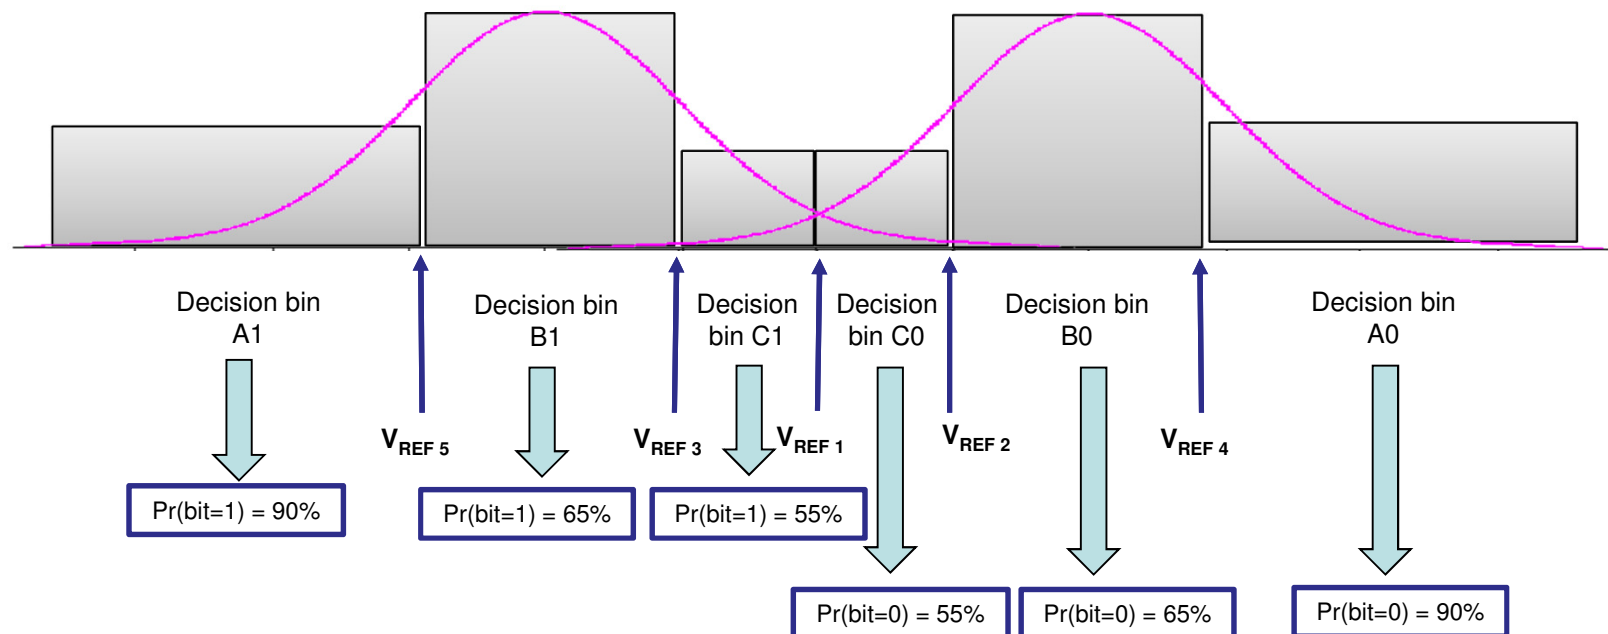 Decision bin
A1
Decision bin
B1
Decision
bin C1
Decision
bin C0
Decision bin
B0
Decision bin
A0
VREF 5
VREF 3
VREF 1
VREF 2
VREF 4
Pr(bit=1) = 90%
Pr(bit=1) = 65%
Pr(bit=1) = 55%
Pr(bit=0) = 55%
Pr(bit=0) = 65%
Pr(bit=0) = 90%